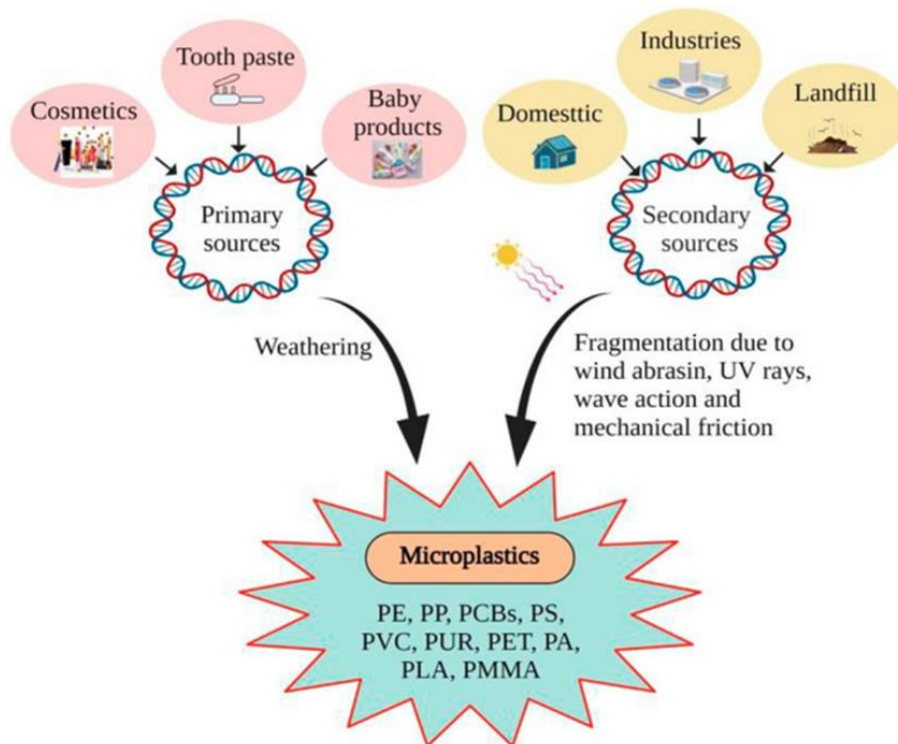 Tooth paste
Cosmetics
Baby
products
Primary
sources
Industries
Domesttic
Landfill
Secondary
sources
Weathering
Fragmentation due to
wind abrasin, UV rays,
wave action and
mechanical friction
Microplastics
PE, PP, PCBs, PS,
PVC, PUR, PET, PA,
PLA, PMMA